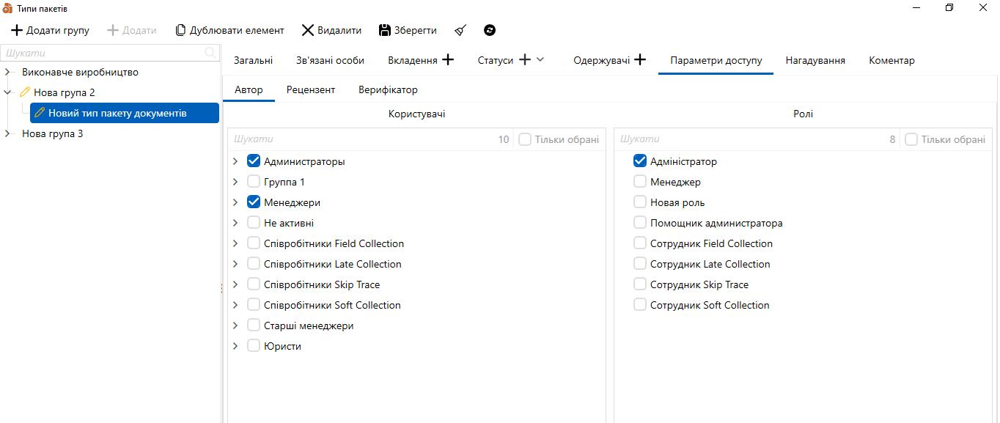 Типи пакетів
Додати групу Додати Дублювати елемент Видалити Зберегти
Шукати
Виконавче виробництво
Нова група 2
Новий тип пакету документів
Нова група 3
Загальні Зв'язані особи Вкладення Статуси Одержувачі Параметри доступу Нагадування Коментар
Автор Рецензент Верифікатор
Користувачі
Шукати 10 Тільки обрані
Администраторы
Группа 1
Менеджери
Не активні
Співробітники Field Collection
Співробітники Late Collection
Співробітники Skip Trace
Співробітники Soft Collection
Старші менеджери
Юристи
Ролі
Шукати 8 Тільки обрані
Адміністратор
Менеджер
Новая роль
Помощник администратора
Сотрудник Field Collection
Сотрудник Late Collection
Сотрудник Skip Trace
Сотрудник Soft Collection